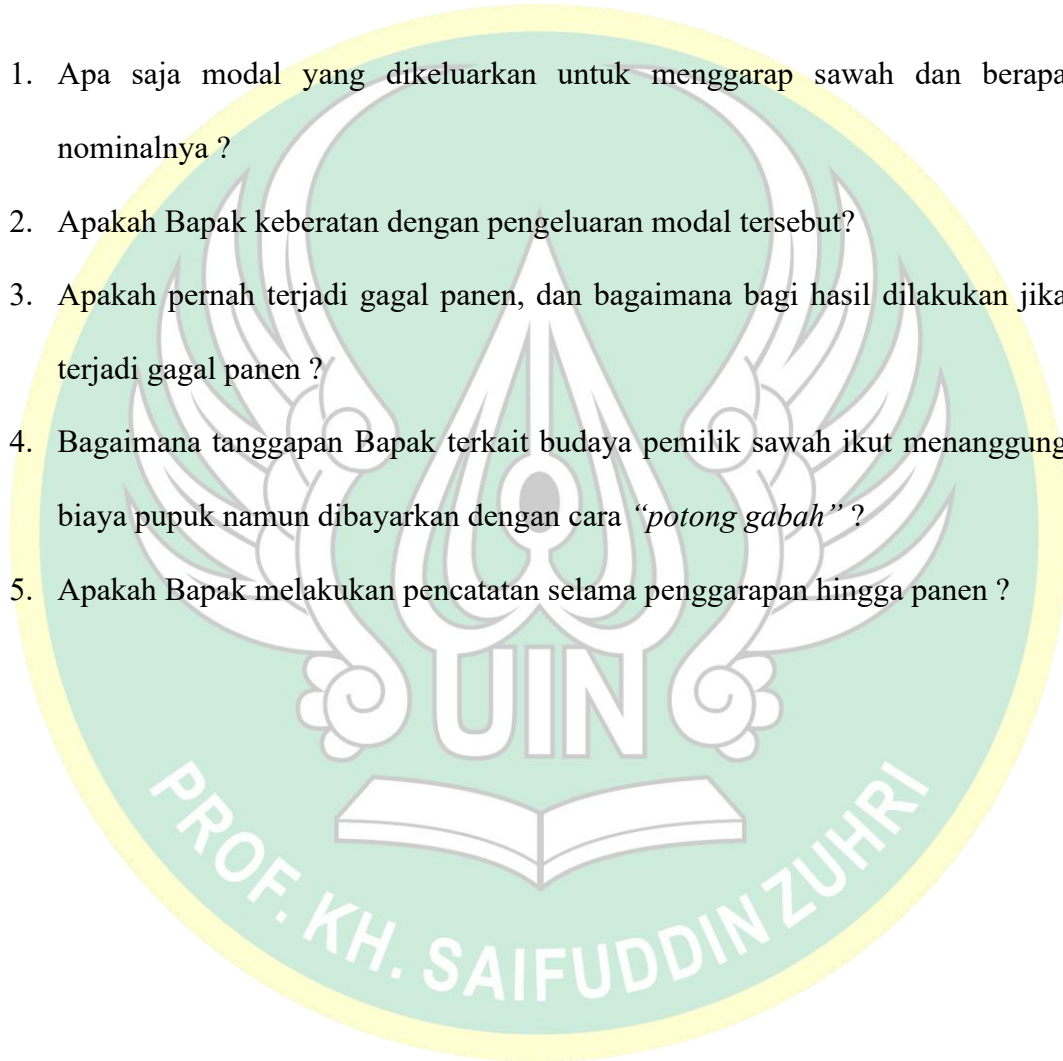 1. Apa saja modal yang dikeluarkan untuk menggarap sawah dan berapa
nominalnya ?
2. Apakah Bapak keberatan dengan pengeluaran modal tersebut?
3. Apakah pernah terjadi gagal panen, dan bagaimana bagi hasil dilakukan jika
terjadi gagal panen ?
4. Bagaimana tanggapan Bapak terkait budaya pemilik sawah ikut menanggung
biaya pupuk namun dibayarkan dengan cara “potong gabah” ?
5. Apakah Bapak melakukan pencatatan selama penggarapan hingga panen ?
UIN
PROF. KH. SAIFUDDIN ZUHRI